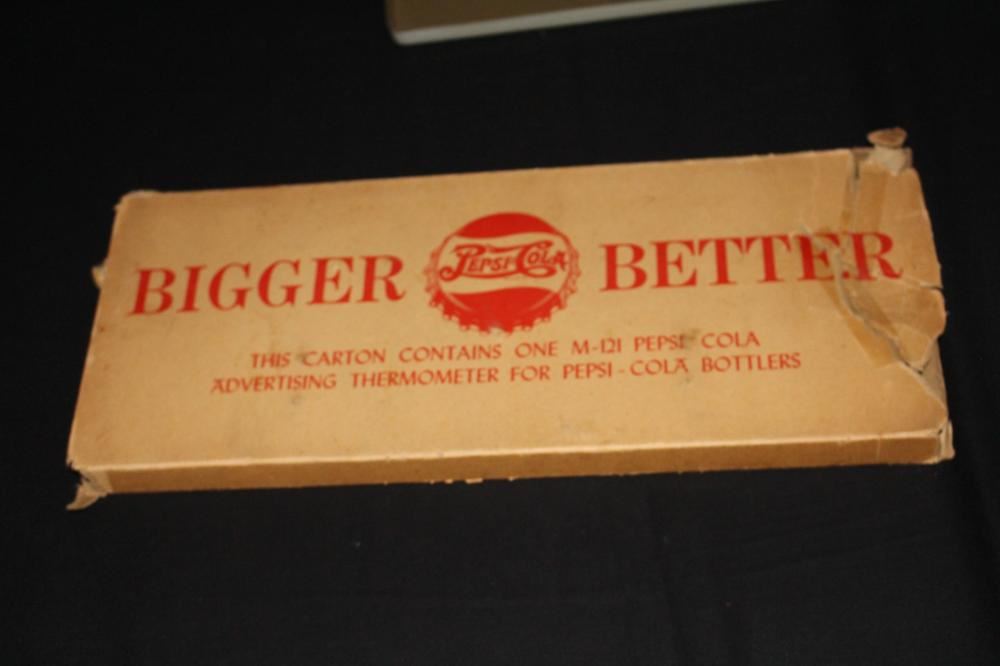 BIGGER PEPSI-COLA BETTER
THIS CARTON CONTAINS ONE M-121 PEPSI COLA
ADVERTISING THERMOMETER FOR PEPSI-COLA BOTTLERS